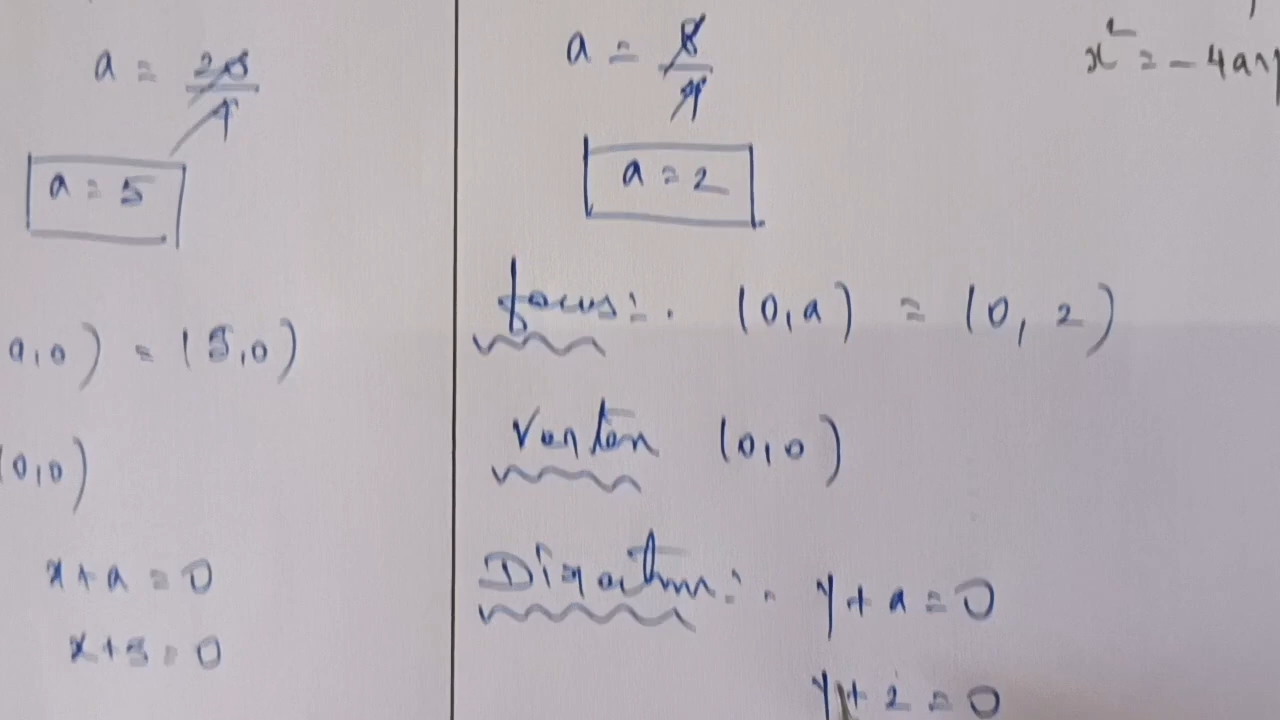 a = 20/4
a = 5
a,0) = (5,0)
(0,0)
x+a=0
x+5=0
a = 8/4
a = 2
focus:- (0,a) = (0, 2)
Vertex (0,0)
Directrix:- y+a=0
y+2=0
x² = -4ay